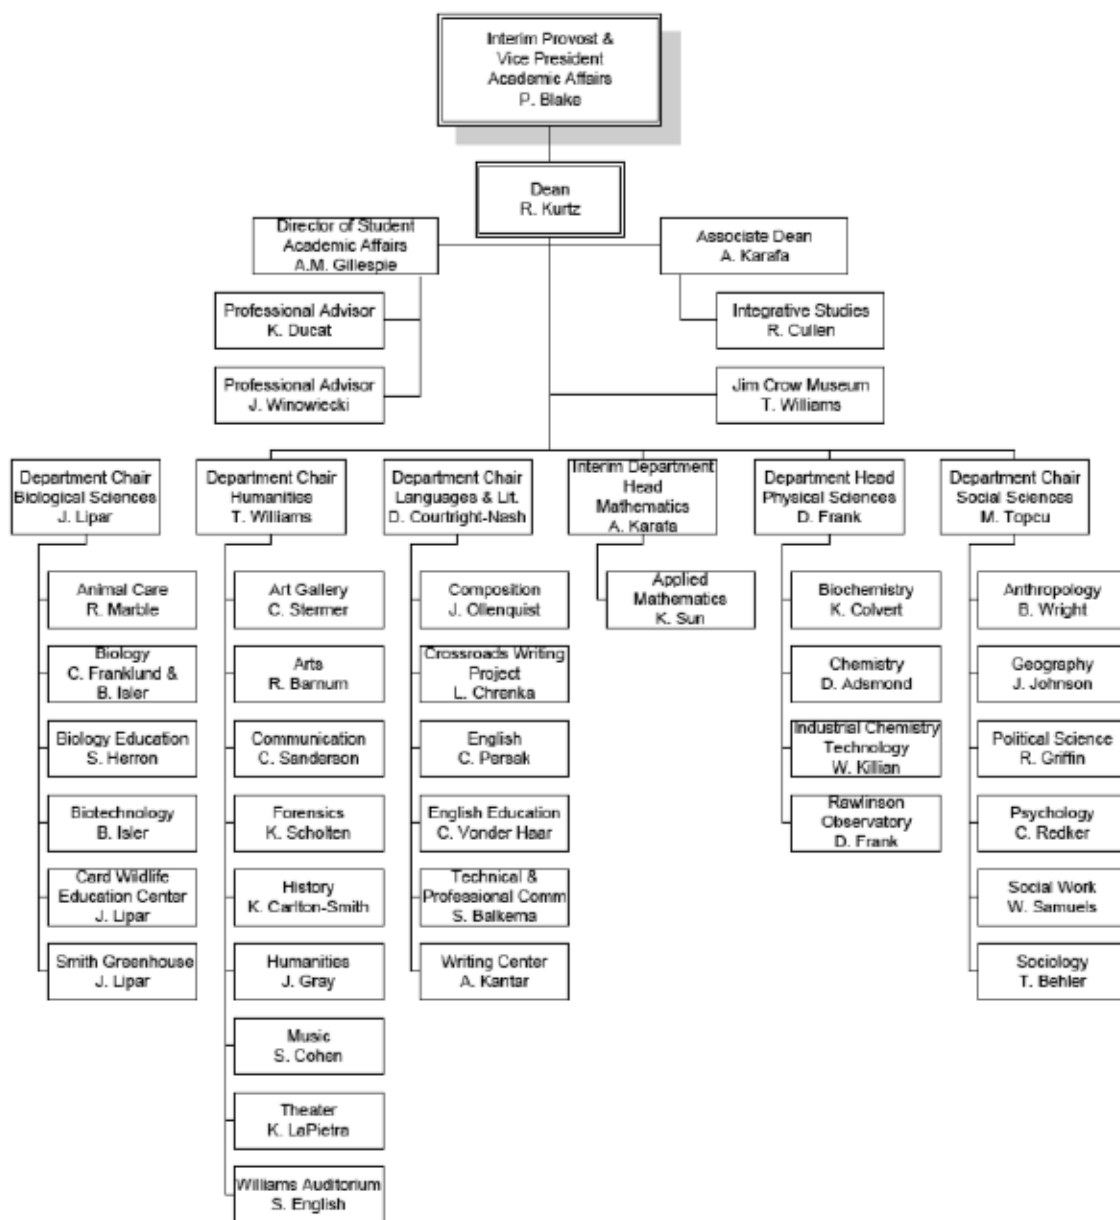 Interim Provost &
Vice President
Academic Affairs
P. Blake
Dean
R. Kurtz
Director of Student
Academic Affairs
A.M. Gillespie
Associate Dean
A. Karafa
Professional Advisor
K. Ducat
Integrative Studies
R. Cullen
Professional Advisor
J. Winowiecki
Jim Crow Museum
T. Williams
Department Chair
Biological Sciences
J. Lipar
Department Chair
Humanities
T. Williams
Department Chair
Languages & Lit.
D. Courtright-Nash
Interim Department
Head
Mathematics
A. Karafa
Department Head
Physical Sciences
D. Frank
Department Chair
Social Sciences
M. Topcu
Animal Care
R. Marble
Biology
C. Franklund &
B. Isler
Biology Education
S. Herron
Biotechnology
B. Isler
Card Wildlife
Education Center
J. Lipar
Smith Greenhouse
J. Lipar
Art Gallery
C. Stermer
Arts
R. Barnum
Communication
C. Sanderson
Forensics
K. Scholten
History
K. Carlton-Smith
Humanities
J. Gray
Music
S. Cohen
Theater
K. LaPietra
Williams Auditorium
S. English
Composition
J. Ollenquist
Crossroads Writing
Project
L. Chrenka
English
C. Persak
English Education
C. Vonder Haar
Technical &
Professional Comm
S. Balkema
Writing Center
A. Kantar
Applied
Mathematics
K. Sun
Biochemistry
K. Colvert
Chemistry
D. Adsmond
Industrial Chemistry
Technology
W. Killian
Rawlinson
Observatory
D. Frank
Anthropology
B. Wright
Geography
J. Johnson
Political Science
R. Griffin
Psychology
C. Redker
Social Work
W. Samuels
Sociology
T. Behler